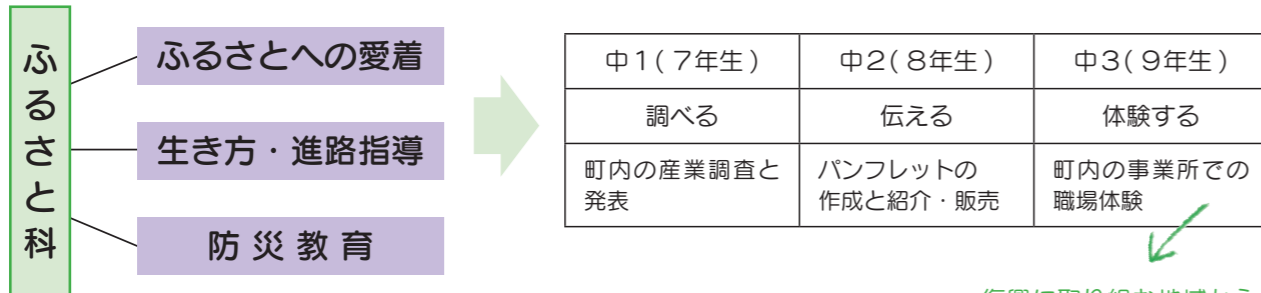 ふるさと科
ふるさとへの愛着
生き方・進路指導
防災教育
中1(7年生) 中2(8年生) 中3(9年生)
調べる 伝える 体験する
町内の産業調査と パンフレットの 町内の事業所での
発表 作成と紹介・販売 職場体験